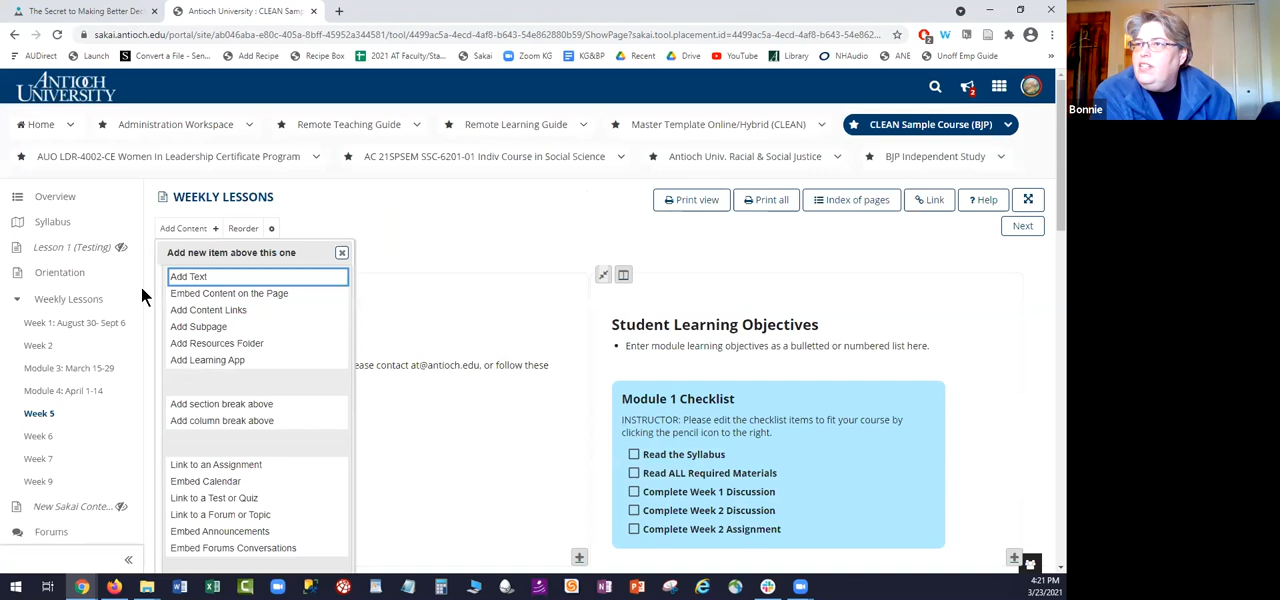 The Secret to Making Better Dec
Antioch University : CLEAN Samp
sakai.antioch.edu/portal/site/ab046aba-e80c-405a-8bff-45952a344581/tool/4499ac5a-4ecd-4af8-b643-54e862880b59/ShowPage?sakai.tool.placement.id=4499ac5a-4ecd-4af8-b643-54e862...
AUDirect
Launch
Convert a File - Sen...
Add Recipe
Recipe Box
2021 AT Faculty/Sta...
Sakai
Zoom KG
KG&BP
Recent
Drive
YouTube
Library
NHAudio
ANE
Unoff Emp Guide
ANTIOCH
UNIVERSITY
2
Home
Administration Workspace
Remote Teaching Guide
Remote Learning Guide
Master Template Online/Hybrid (CLEAN)
CLEAN Sample Course (BJP)
AUO LDR-4002-CE Women In Leadership Certificate Program
AC 21SPSEM SSC-6201-01 Indiv Course in Social Science
Antioch Univ. Racial & Social Justice
BJP Independent Study
Overview
Syllabus
Lesson 1 (Testing)
Orientation
Weekly Lessons
Week 1: August 30- Sept 6
Week 2
Module 3: March 15-29
Module 4: April 1-14
Week 5
Week 6
Week 7
Week 9
New Sakai Conte...
Forums
WEEKLY LESSONS
Print view
Print all
Index of pages
Link
? Help
Next
Add Content +
Reorder
Add new item above this one
Add Text
Embed Content on the Page
Add Content Links
Add Subpage
Add Resources Folder
Add Learning App
Add section break above
Add column break above
Link to an Assignment
Embed Calendar
Link to a Test or Quiz
Link to a Forum or Topic
Embed Announcements
Embed Forums Conversations
ease contact at@antioch.edu, or follow these
Student Learning Objectives
• Enter module learning objectives as a bulletted or numbered list here.
Module 1 Checklist
INSTRUCTOR: Please edit the checklist items to fit your course by
clicking the pencil icon to the right.
Read the Syllabus
Read ALL Required Materials
Complete Week 1 Discussion
Complete Week 2 Discussion
Complete Week 2 Assignment
4:21 PM
3/23/2021
Bonnie